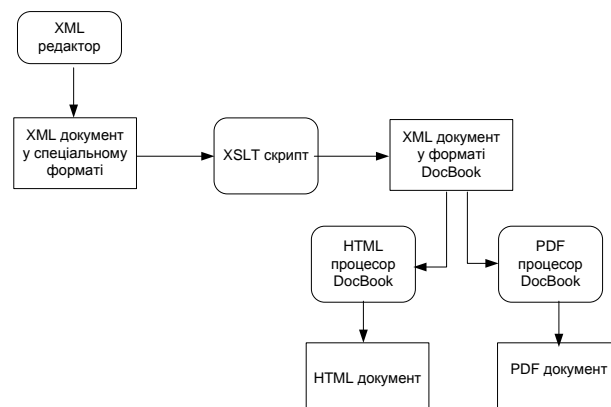 XML
редактор
XML документ
у спеціальному
форматі
XSLT скрипт
XML документ
у форматі
DocBook
HTML
процесор
DocBook
PDF
процесор
DocBook
HTML документ
PDF документ